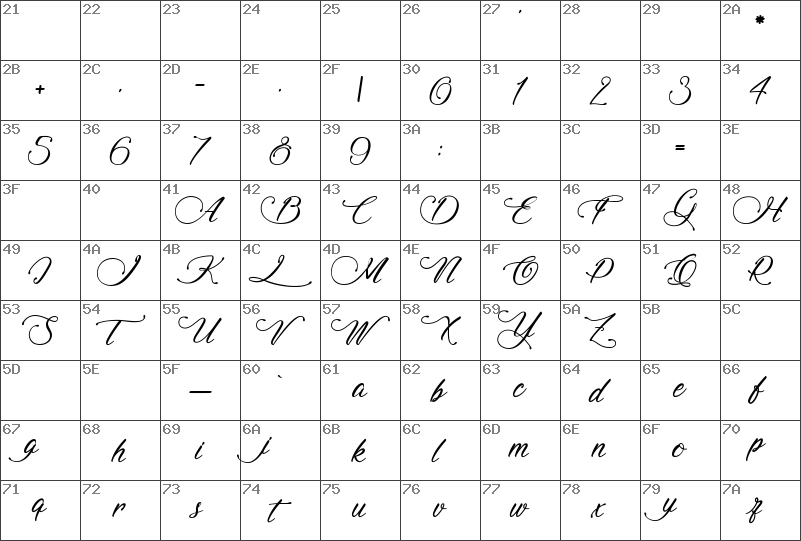 21 22 23 24 25 26 27 ' 28 29 2A *
2B + 2C , 2D - 2E . 2F / 30 0 31 1 32 2 33 3 34 4
35 5 36 6 37 7 38 8 39 9 3A : 3B 3C 3D = 3E
3F 40 41 A 42 B 43 C 44 D 45 E 46 F 47 G 48 H
49 I 4A J 4B K 4C L 4D M 4E N 4F O 50 P 51 Q 52 R
53 S 54 T 55 U 56 V 57 W 58 X 59 Y 5A Z 5B 5C
5D 5E 5F _ 60 ` 61 a 62 b 63 c 64 d 65 e 66 f
67 g 68 h 69 i 6A j 6B k 6C l 6D m 6E n 6F o 70 p
71 q 72 r 73 s 74 t 75 u 76 v 77 w 78 x 79 y 7A z